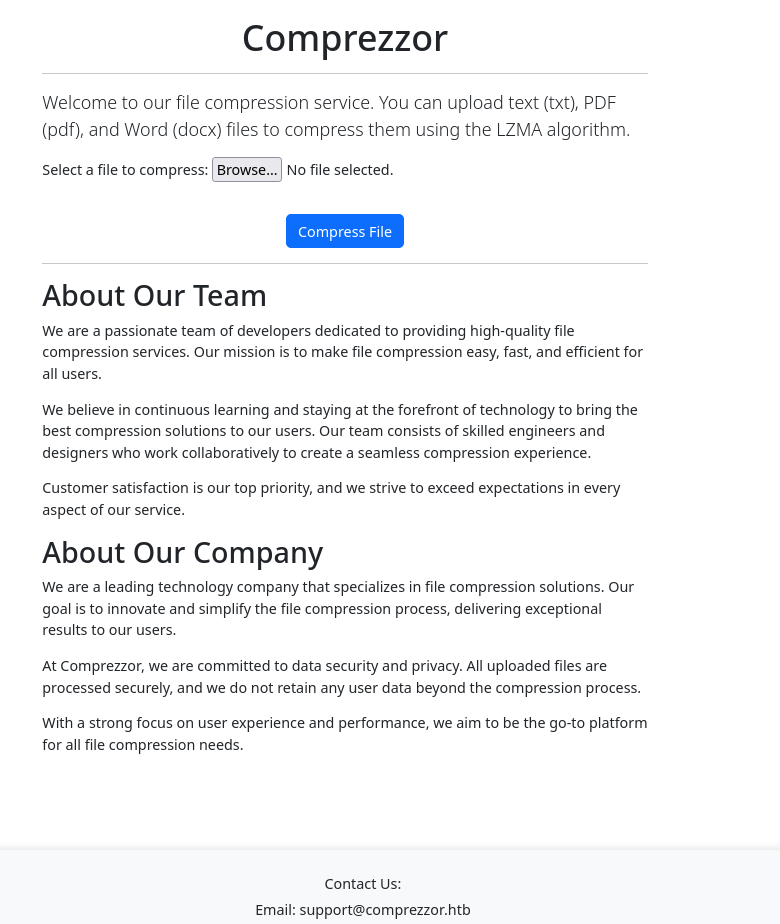 Comprezzor
Welcome to our file compression service. You can upload text (txt), PDF
(pdf), and Word (docx) files to compress them using the LZMA algorithm.
Select a file to compress: Browse... No file selected.
Compress File
About Our Team
We are a passionate team of developers dedicated to providing high-quality file
compression services. Our mission is to make file compression easy, fast, and efficient for
all users.
We believe in continuous learning and staying at the forefront of technology to bring the
best compression solutions to our users. Our team consists of skilled engineers and
designers who work collaboratively to create a seamless compression experience.
Customer satisfaction is our top priority, and we strive to exceed expectations in every
aspect of our service.
About Our Company
We are a leading technology company that specializes in file compression solutions. Our
goal is to innovate and simplify the file compression process, delivering exceptional
results to our users.
At Comprezzor, we are committed to data security and privacy. All uploaded files are
processed securely, and we do not retain any user data beyond the compression process.
With a strong focus on user experience and performance, we aim to be the go-to platform
for all file compression needs.
Contact Us:
Email: support@comprezzor.htb